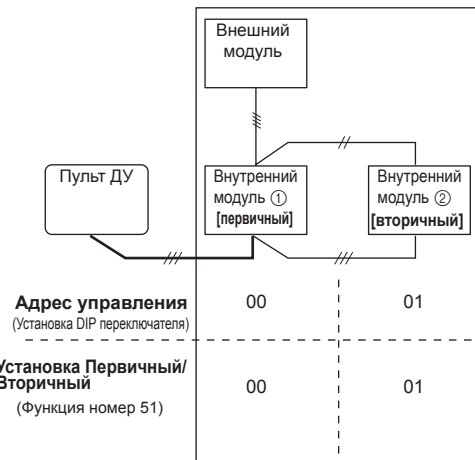 Внешний
модуль
Пульт ДУ
Внутренний
модуль ①
[первичный]
Внутренний
модуль ②
[вторичный]
Адрес управления 00 01
(Установка DIP переключателя)
Установка Первичный/
Вторичный 00 01
(Функция номер 51)